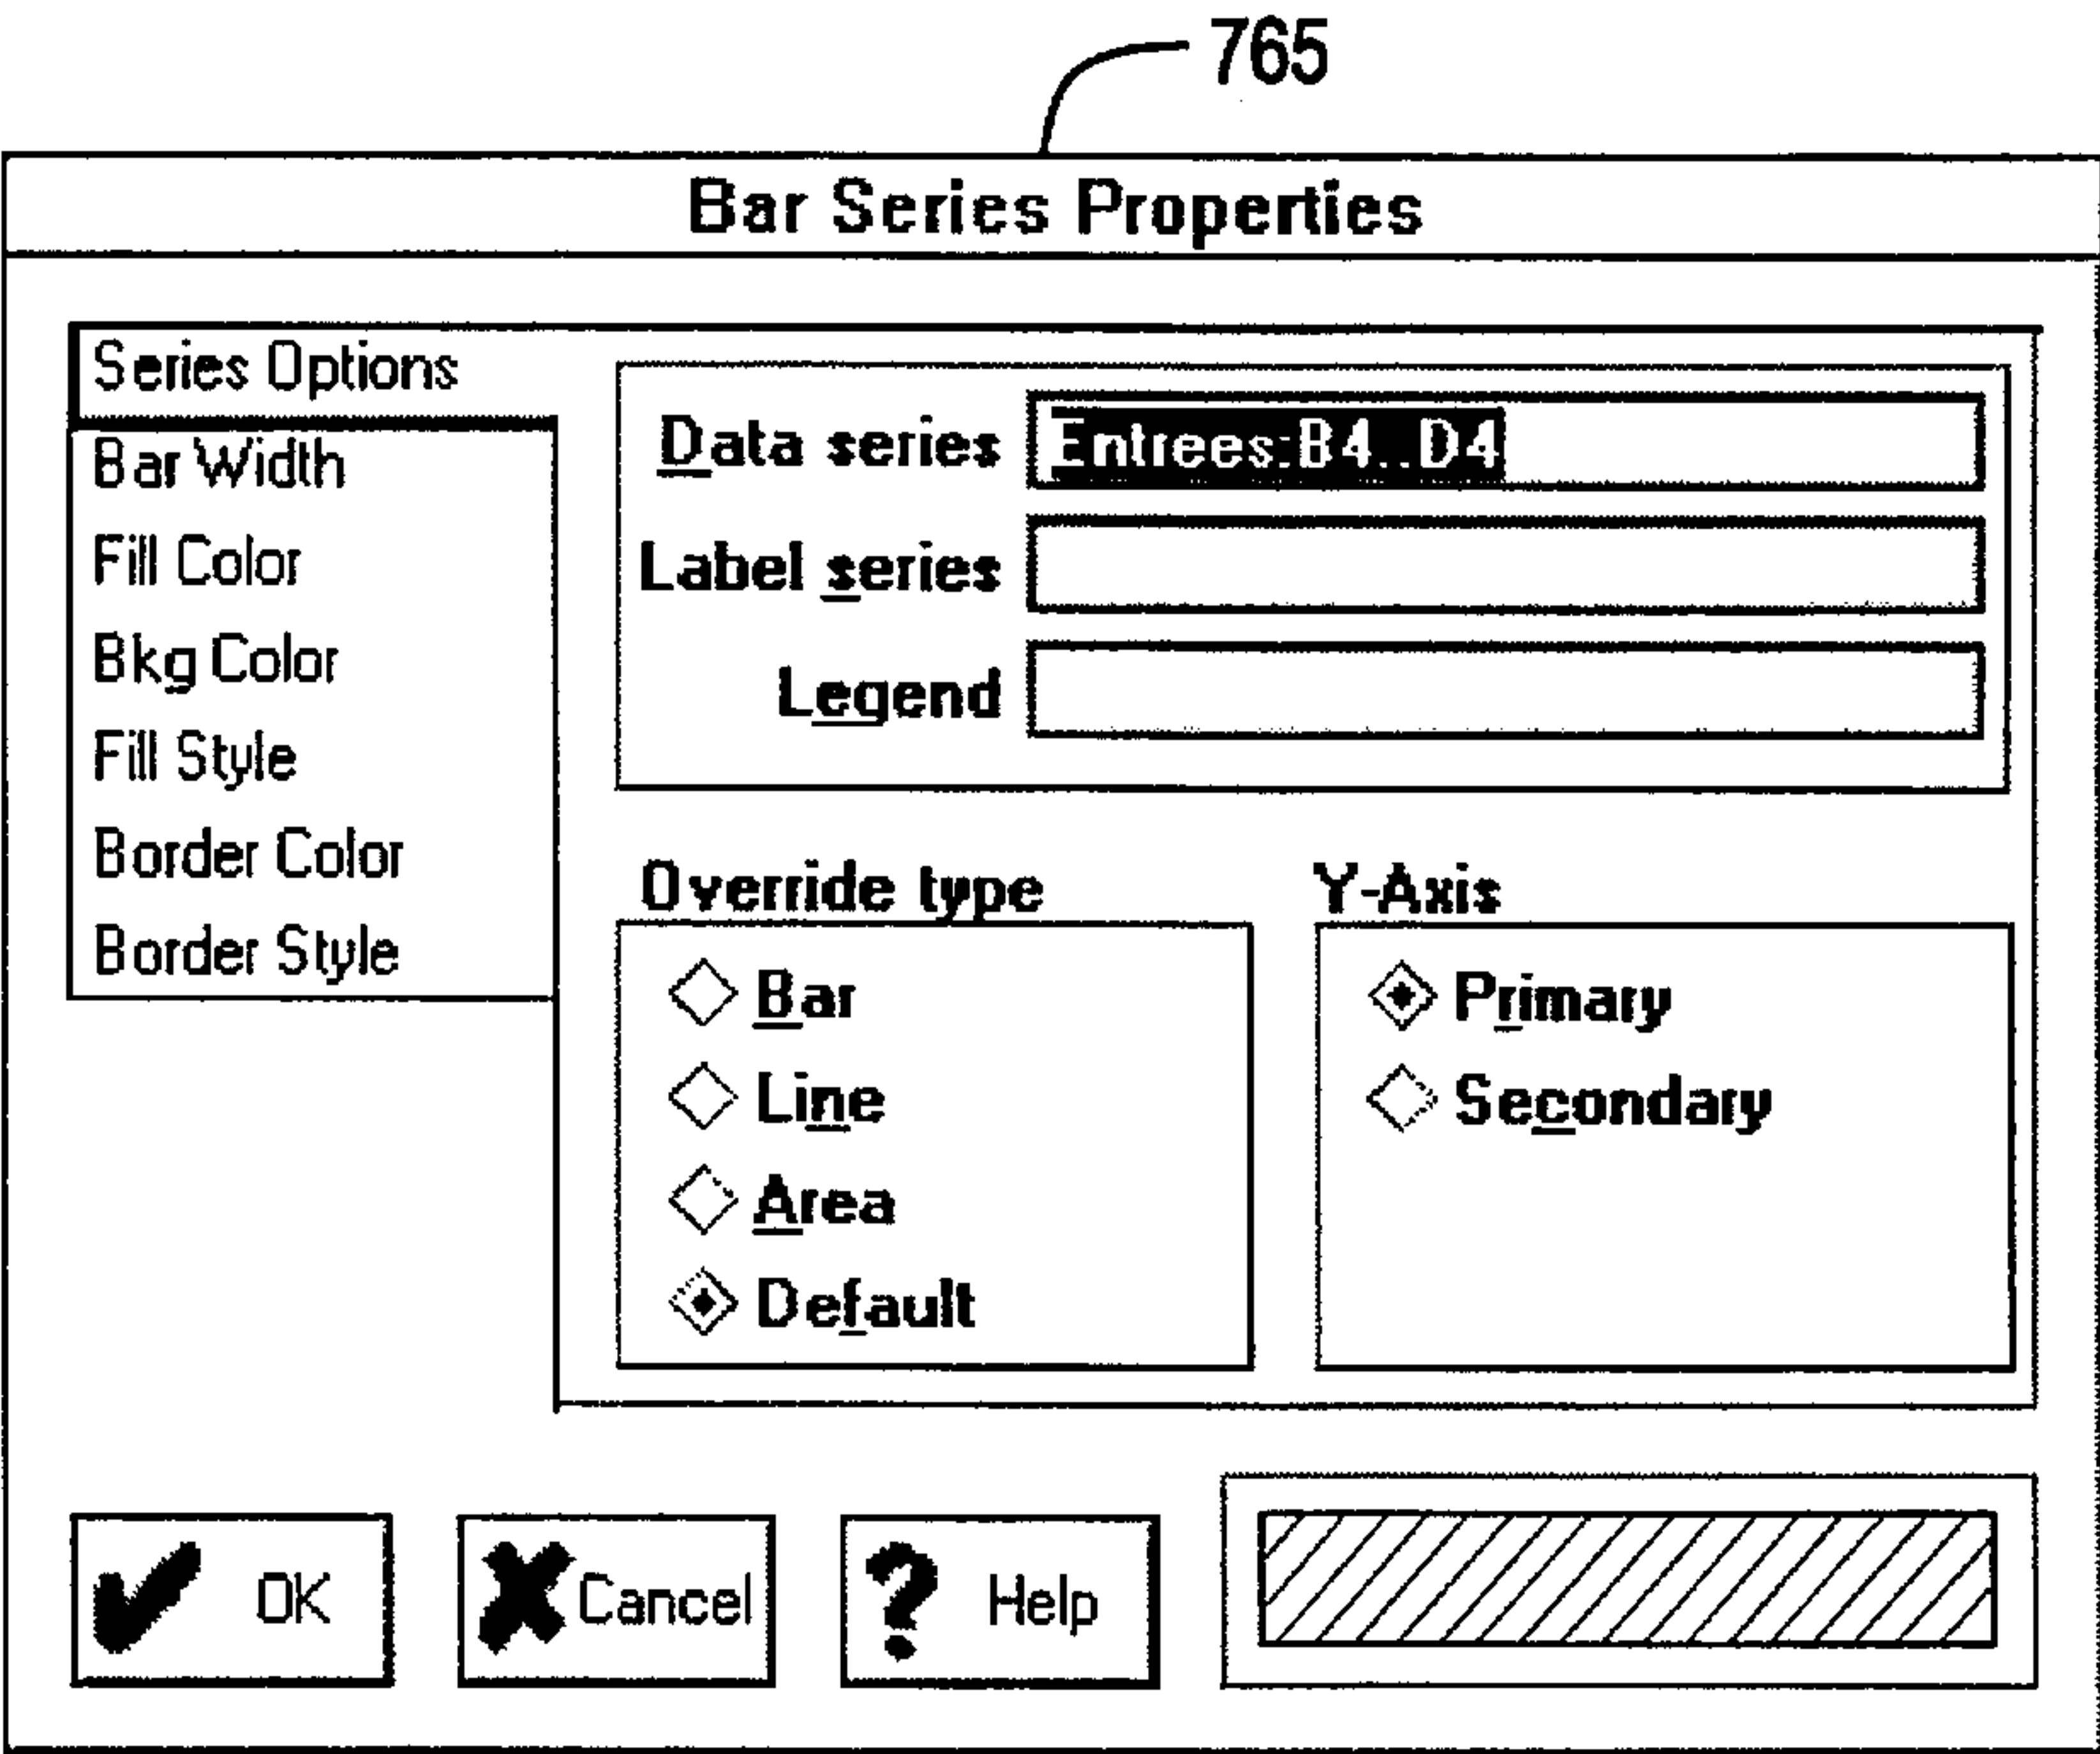 765
Bar Series Properties
Series Options
Bar Width
Fill Color
Bkg Color
Fill Style
Border Color
Border Style
Data series Entrees:B4..D4
Label series
Legend
Override type
Bar
Line
Area
Default
Y-Axis
Primary
Secondary
OK
Cancel
? Help